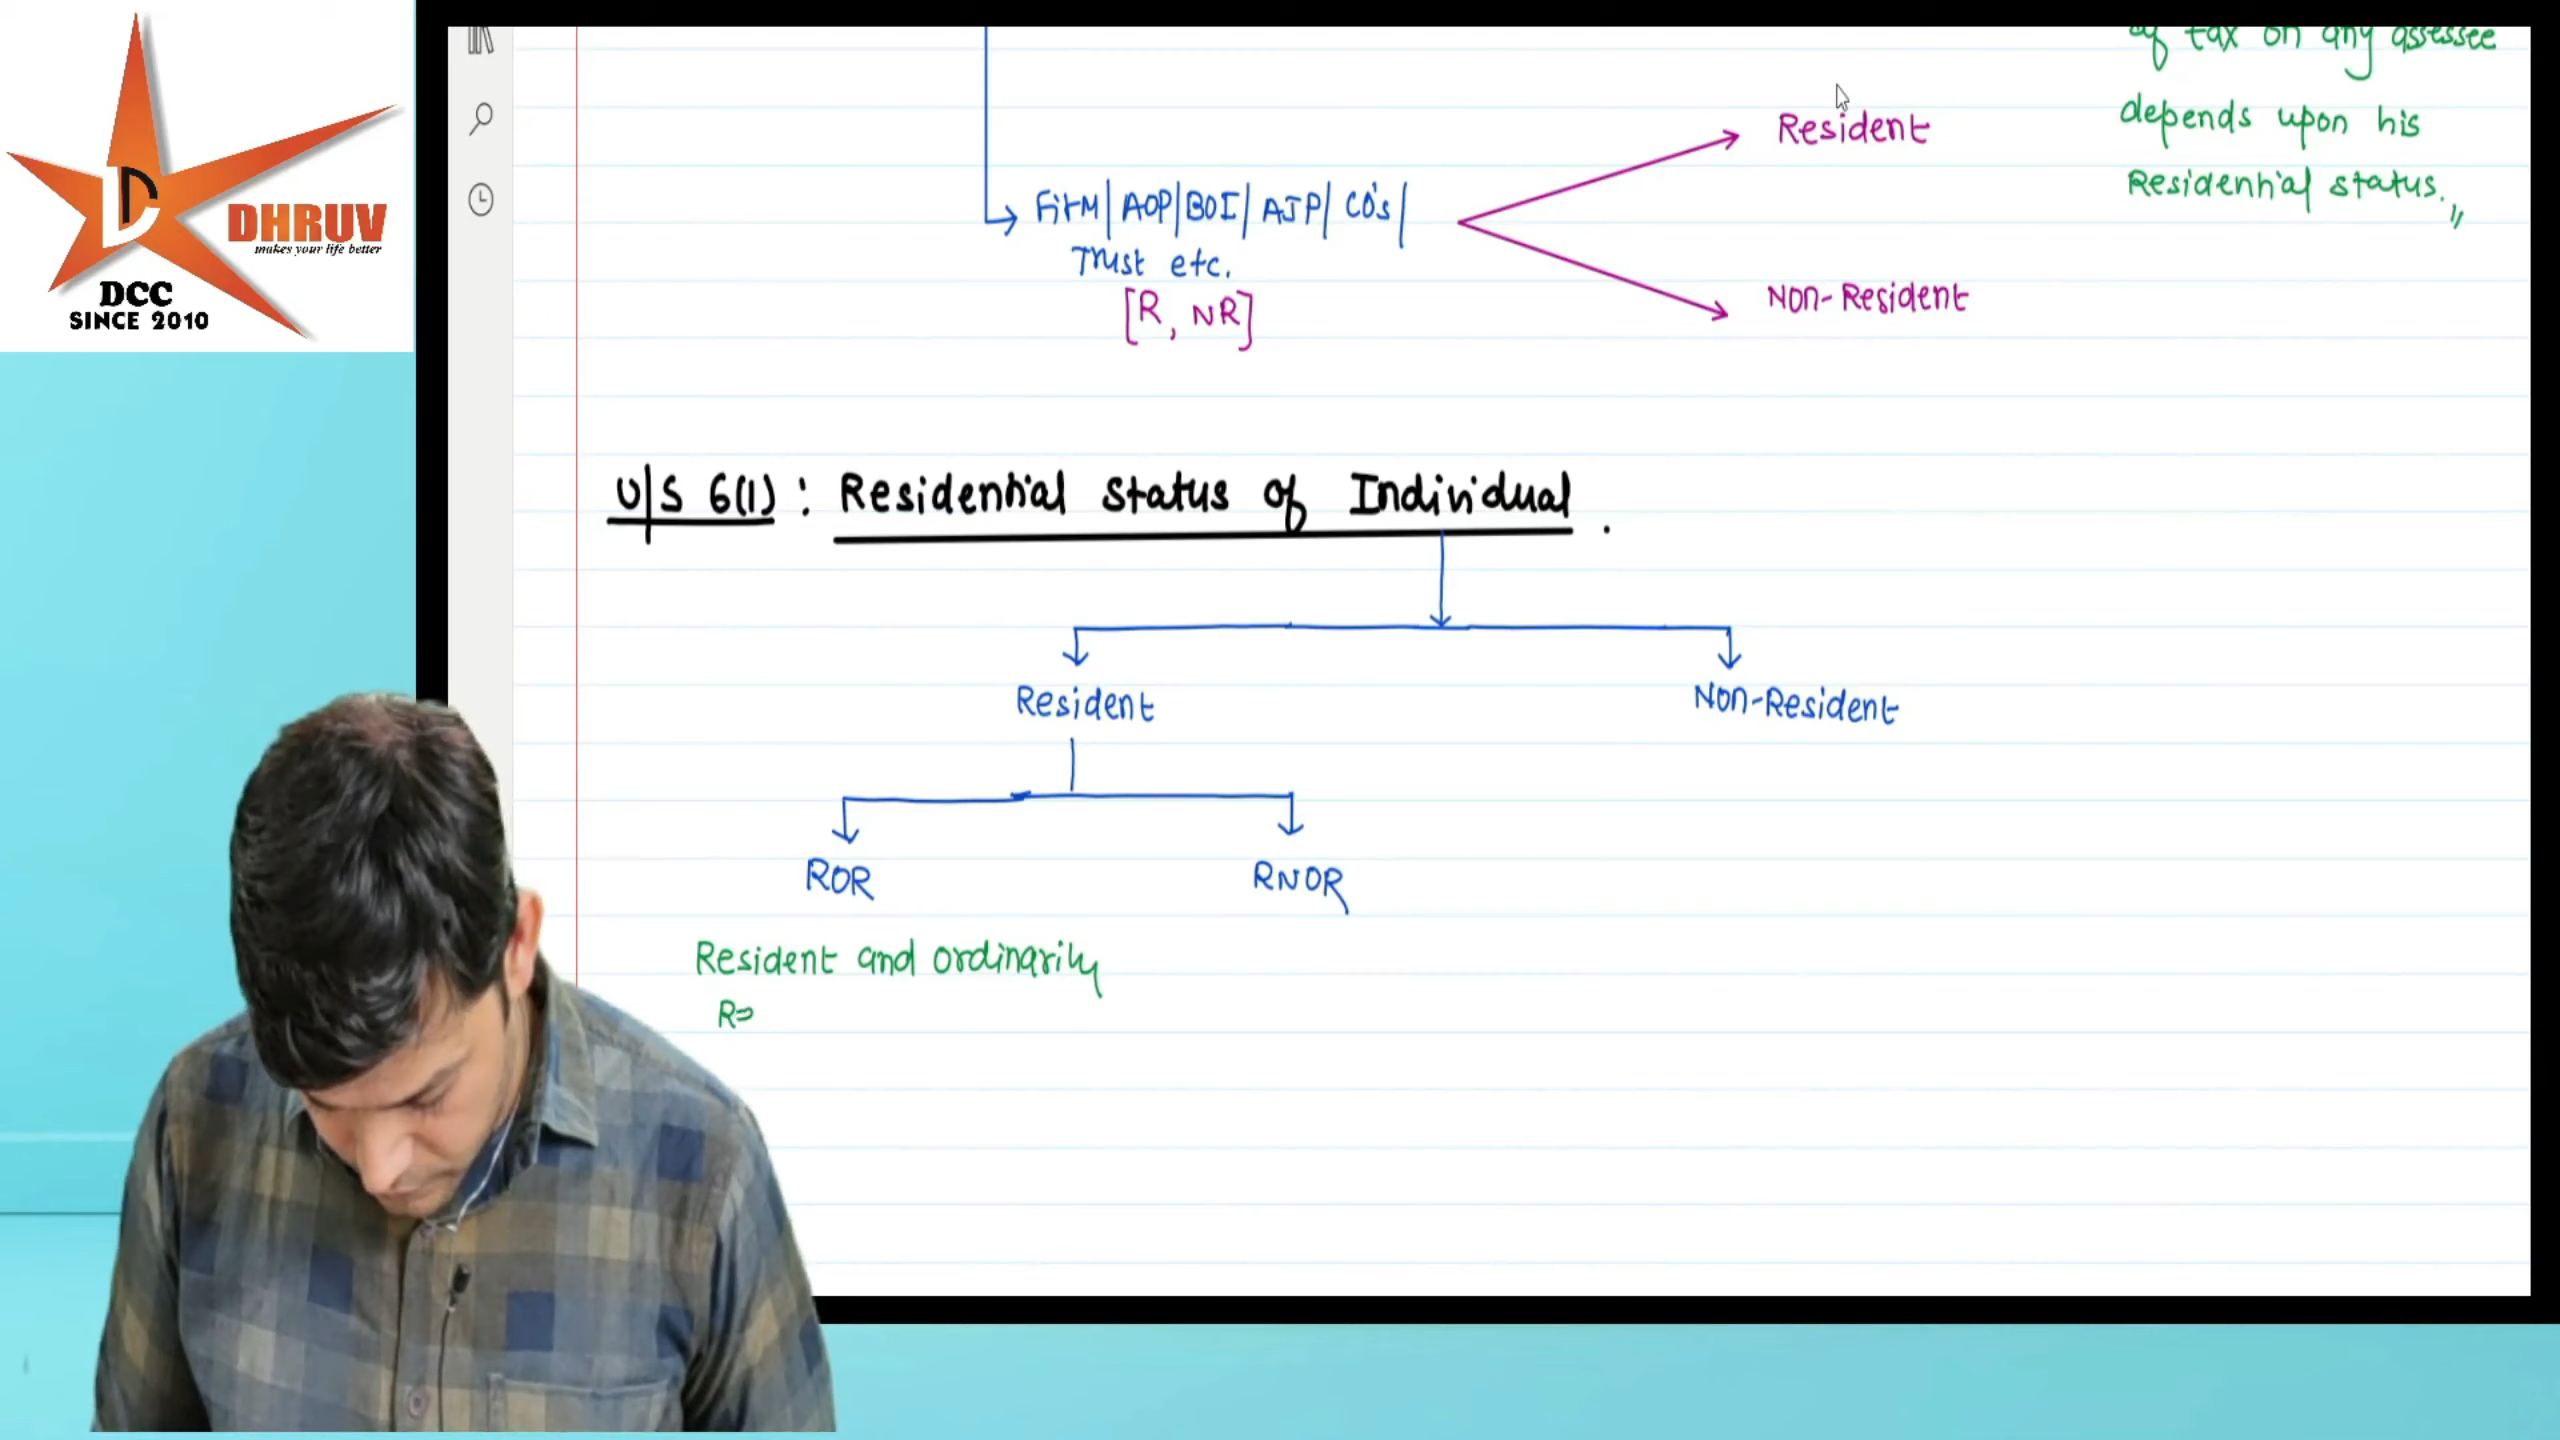 of tax on any assessee
depends upon his
Residential status.,,
Resident
Firm|AOP|BOI|AJP|CO's|
Trust etc.
[R, NR]
Non-Resident
U/S 6(1): Residential status of Individual.
Resident
Non-Resident
ROR
RNOR
Resident and ordinarily
Re
D
DHRUV
makes your life better
DCC
SINCE 2010